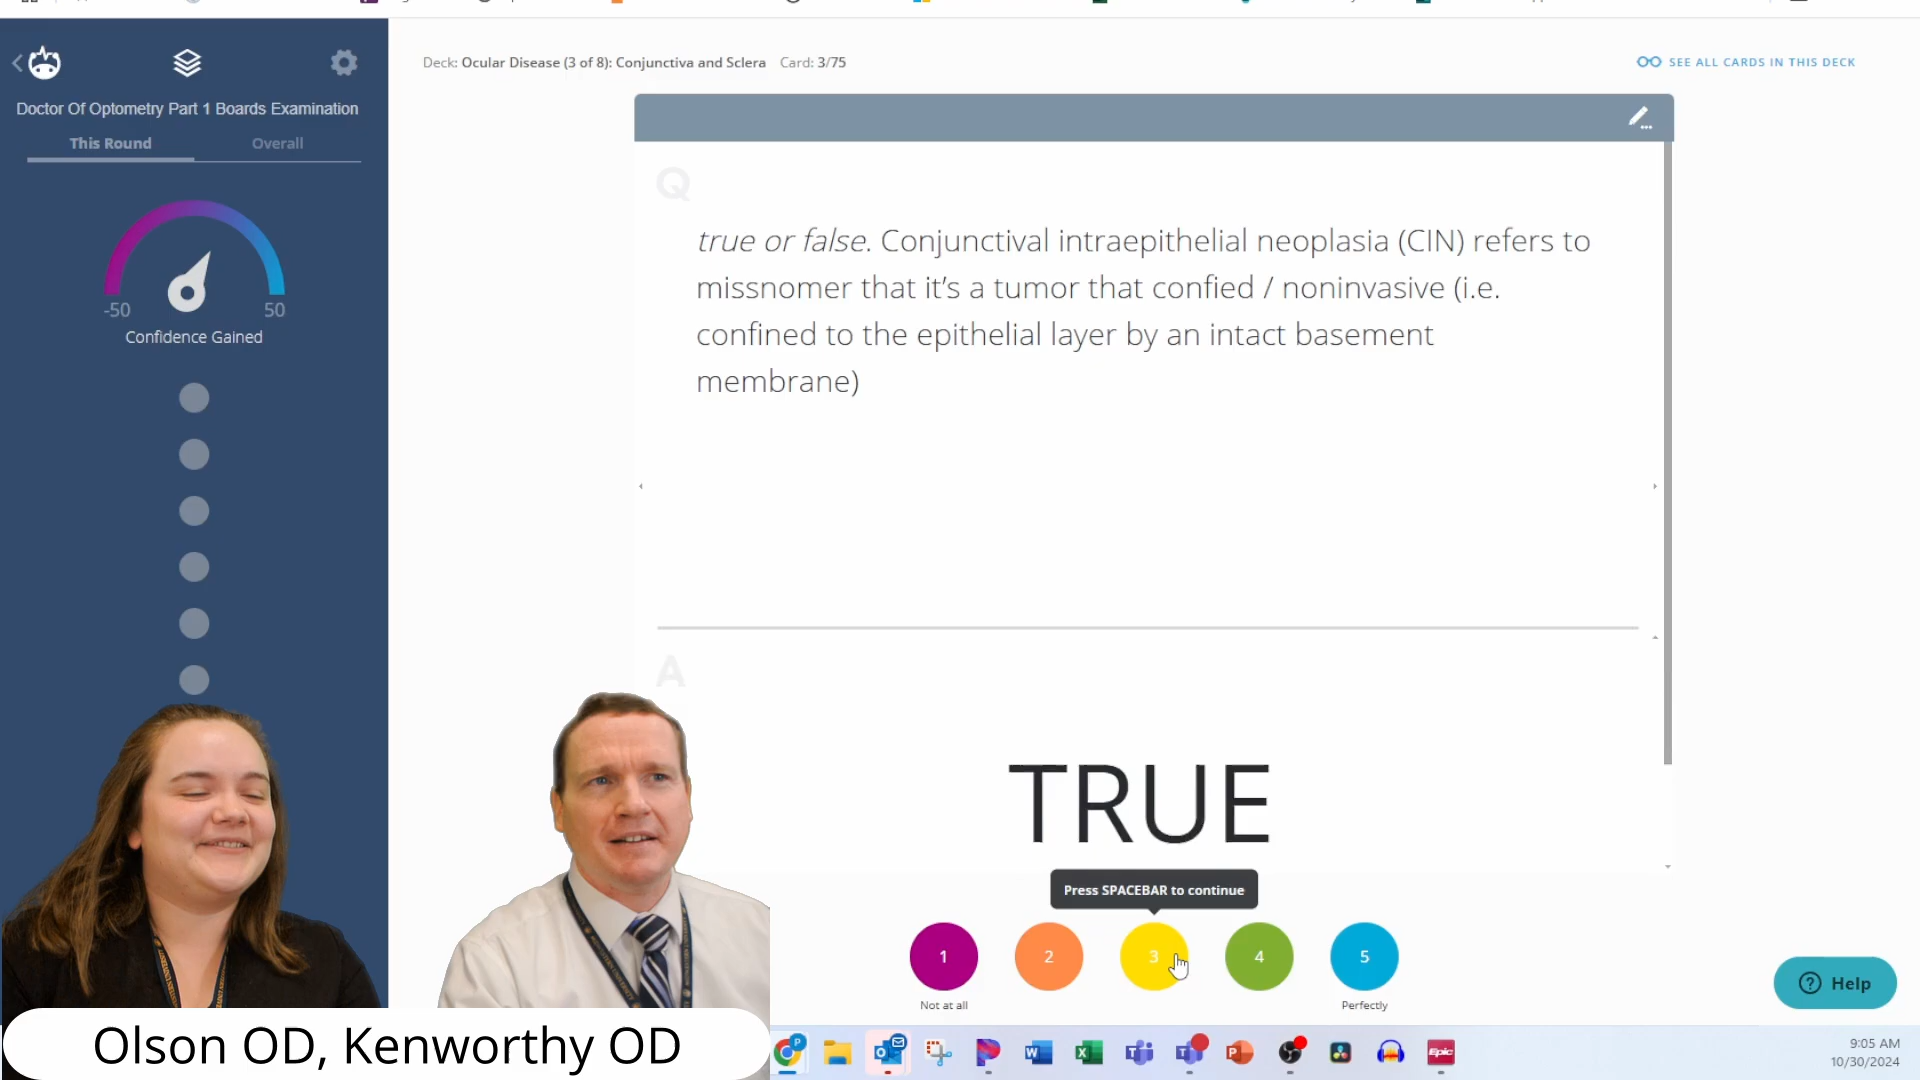 Deck: Ocular Disease (3 of 8): Conjunctiva and Sclera Card: 3/75
SEE ALL CARDS IN THIS DECK
Doctor Of Optometry Part 1 Boards Examination
This Round Overall
-50 50
Confidence Gained
Q
true or false. Conjunctival intraepithelial neoplasia (CIN) refers to
missnomer that it's a tumor that confied / noninvasive (i.e.
confined to the epithelial layer by an intact basement
membrane)
A
TRUE
Press SPACEBAR to continue
1 2 3 4 5
Not at all Perfectly
? Help
Olson OD, Kenworthy OD
Epic
9:05 AM
10/30/2024